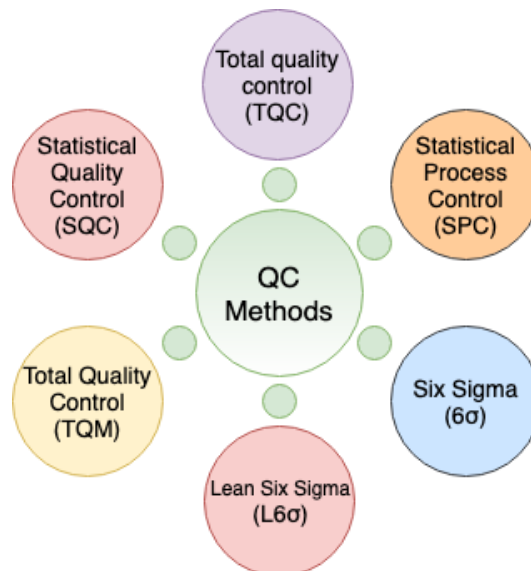 Total quality
control
(TQC)
Statistical
Quality
Control
(SQC)
Statistical
Process
Control
(SPC)
QC
Methods
Total Quality
Control
(TQM)
Six Sigma
(6σ)
Lean Six Sigma
(L6σ)